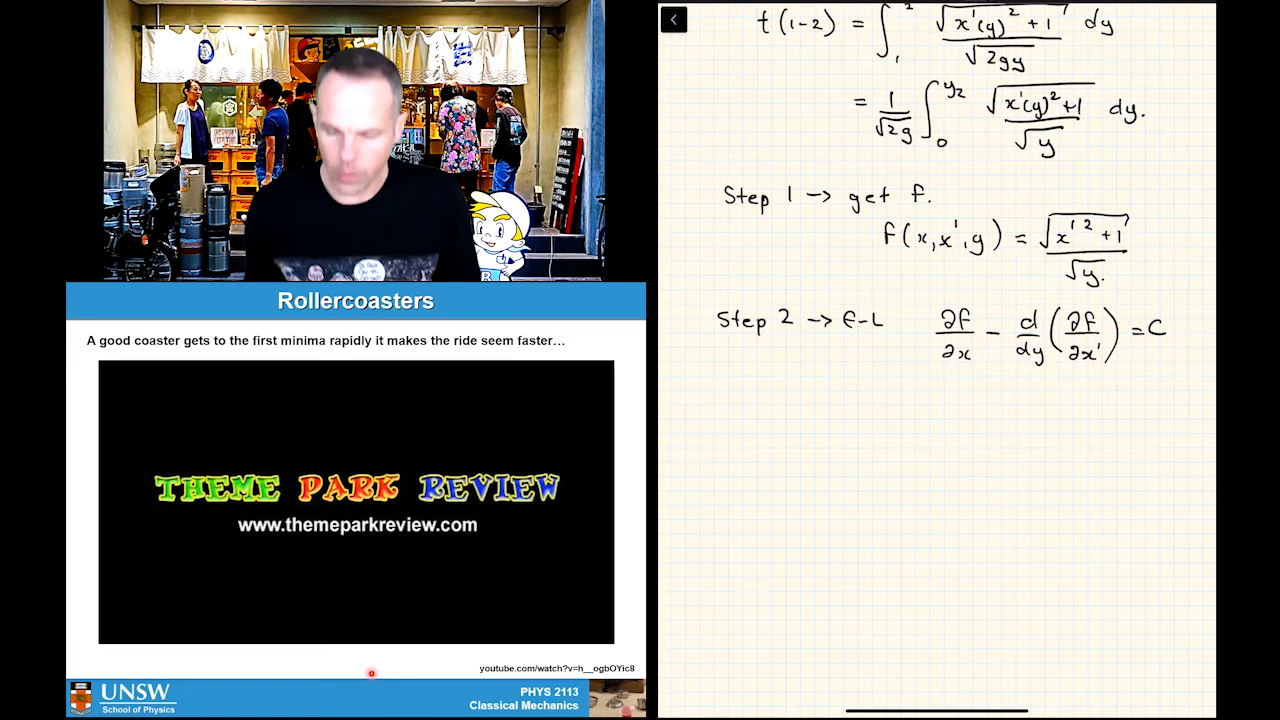 Rollercoasters
A good coaster gets to the first minima rapidly it makes the ride seem faster…
THEME PARK REVIEW
www.themeparkreview.com
youtube.com/watch?v=h__ogbOYic8
UNSW
School of Physics
PHYS 2113
Classical Mechanics
t(1-2) = ∫₁² √(x'(y)² + 1) / √(2gy) dy
= 1/√(2g) ∫₀^y₂ √(x'(y)² + 1) / √y dy.
Step 1 → get f.
f(x, x', y) = √(x'² + 1) / √y.
Step 2 → E-L ∂f/∂x - d/dy (∂f/∂x') = C